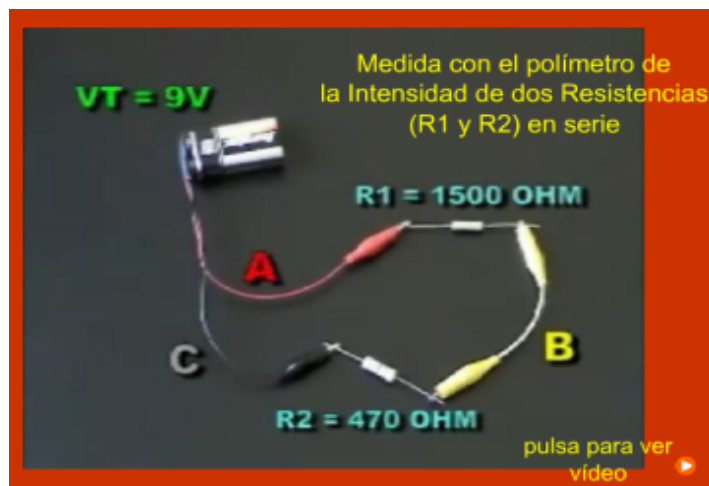 Medida con el polímetro de
la Intensidad de dos Resistencias
(R1 y R2) en serie
VT = 9V
R1 = 1500 OHM
A
B
C
R2 = 470 OHM
pulsa para ver
vídeo